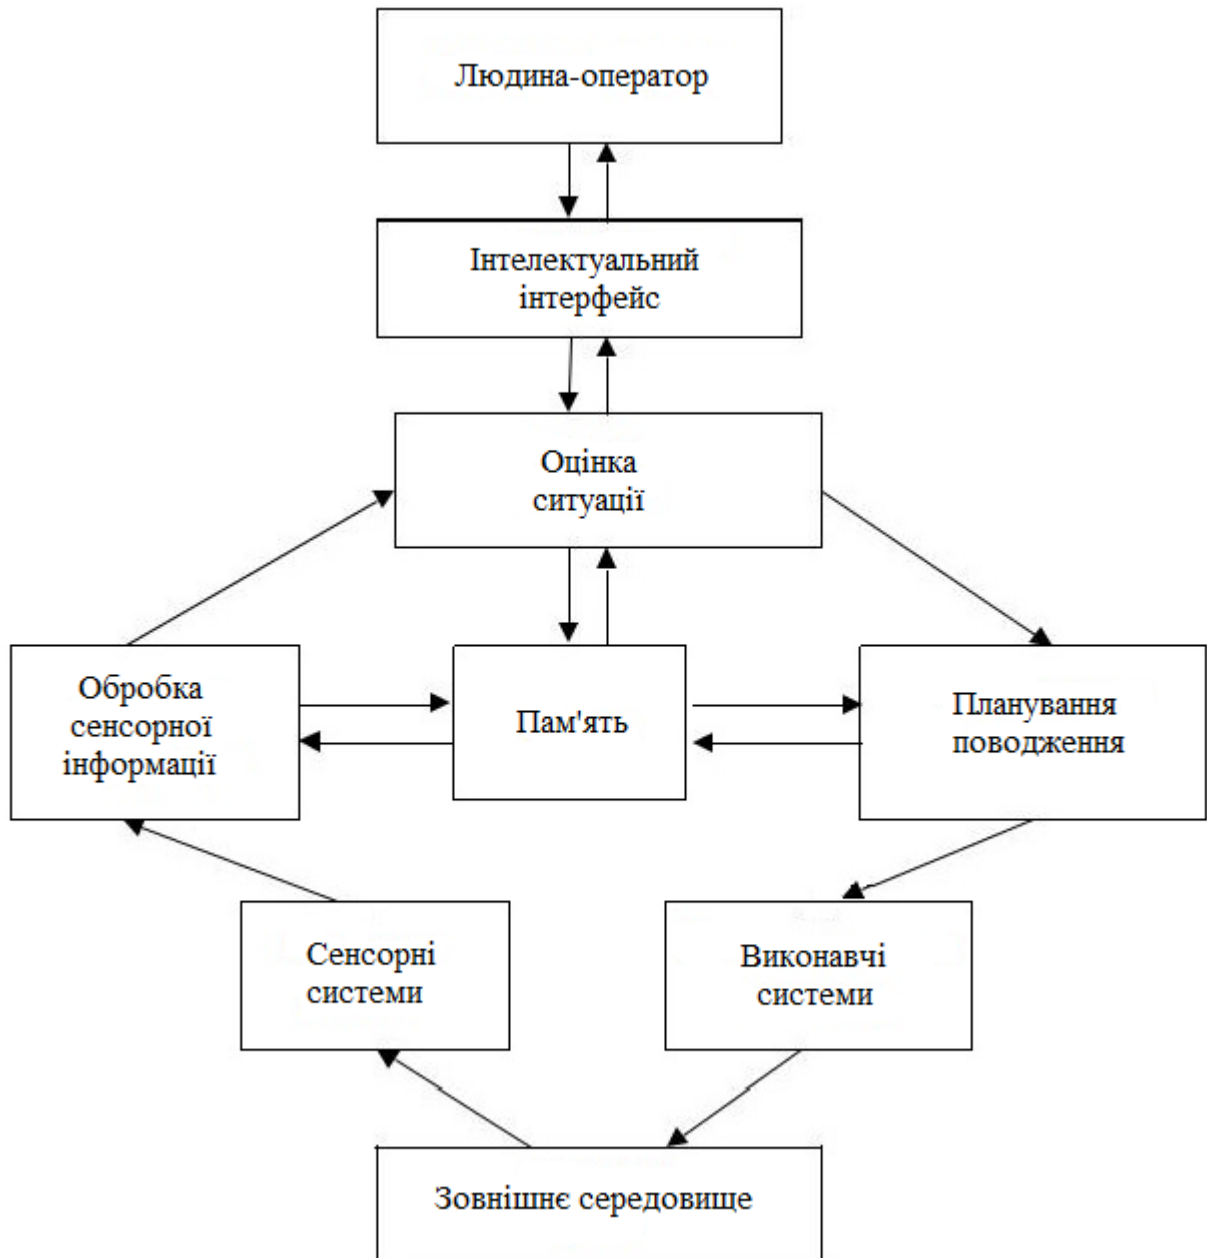 Людина-оператор
Інтелектуальний
інтерфейс
Оцінка
ситуації
Обробка
сенсорної
інформації
Пам'ять
Планування
поводження
Сенсорні
системи
Виконавчі
системи
Зовнішнє середовище